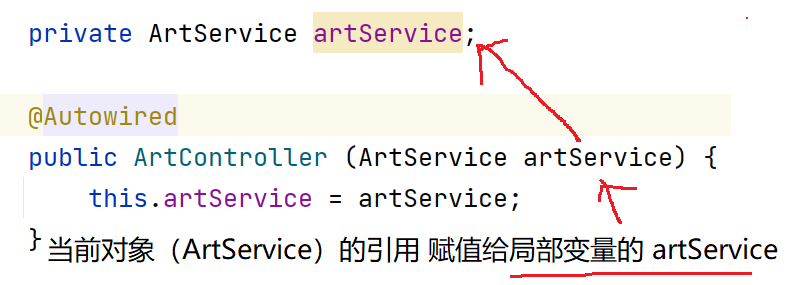 private ArtService artService;
@Autowired
public ArtController (ArtService artService) {
this.artService = artService;
}
当前对象（ArtService）的引用 赋值给局部变量的 artService